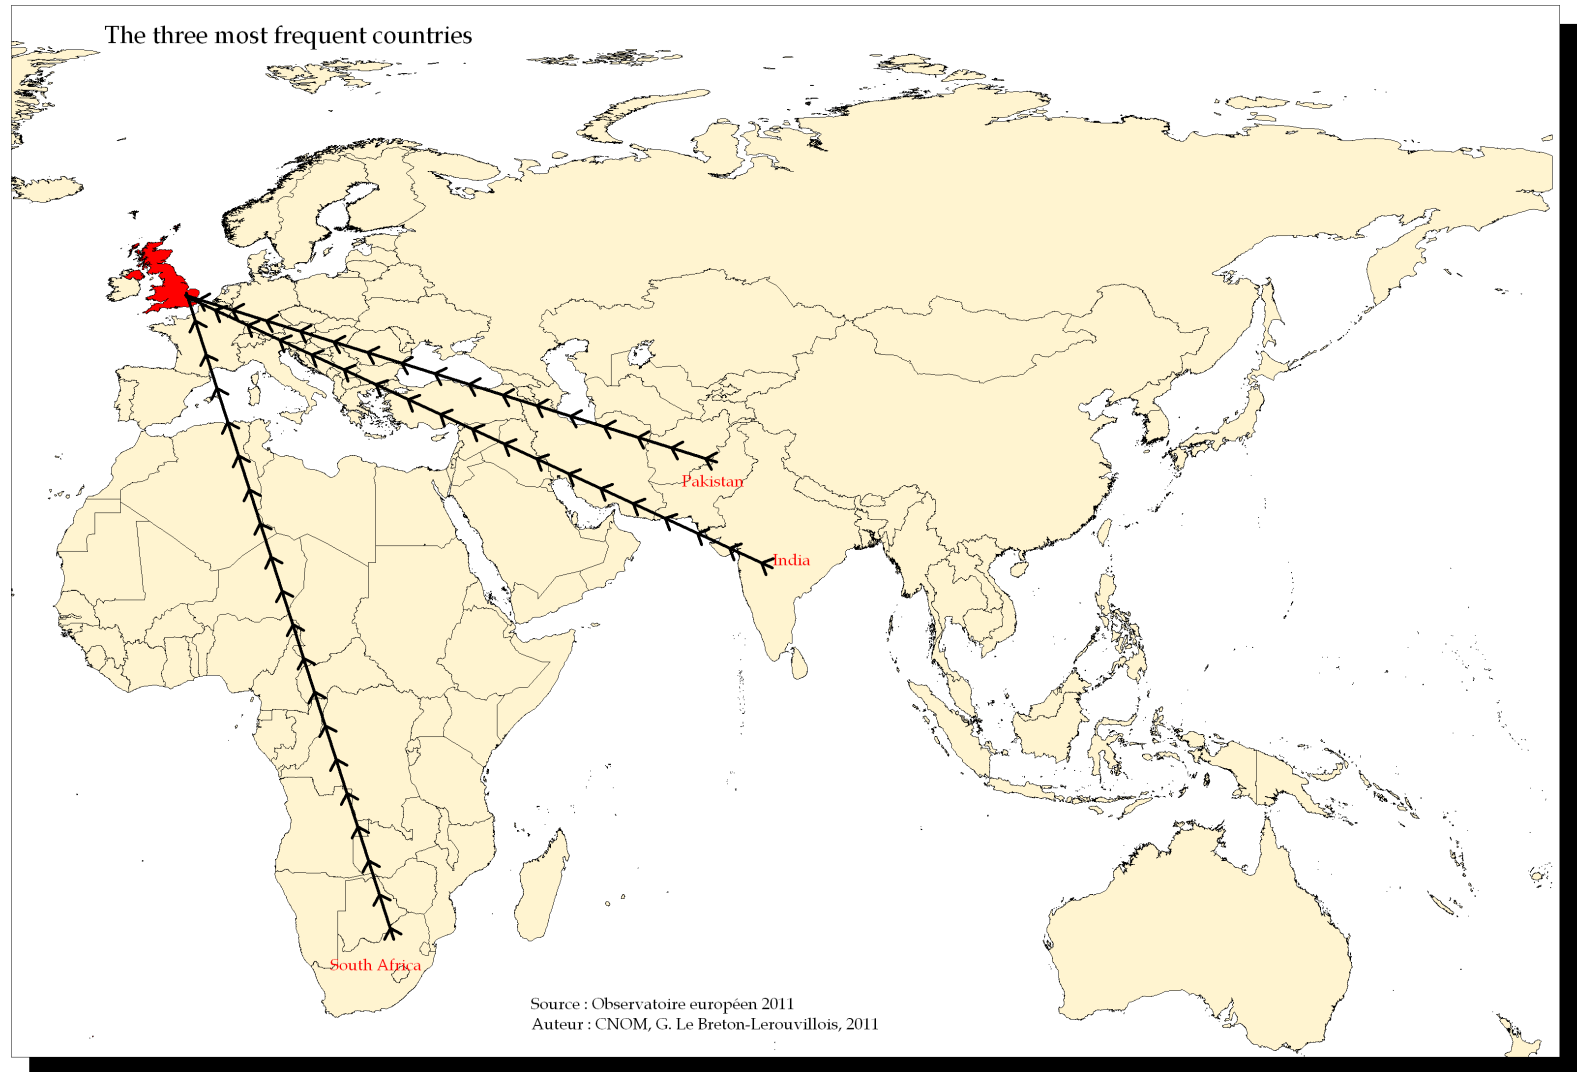 The three most frequent countries
Pakistan
India
South Africa
Source : Observatoire européen 2011
Auteur : CNOM, G. Le Breton-Lerouvillois, 2011